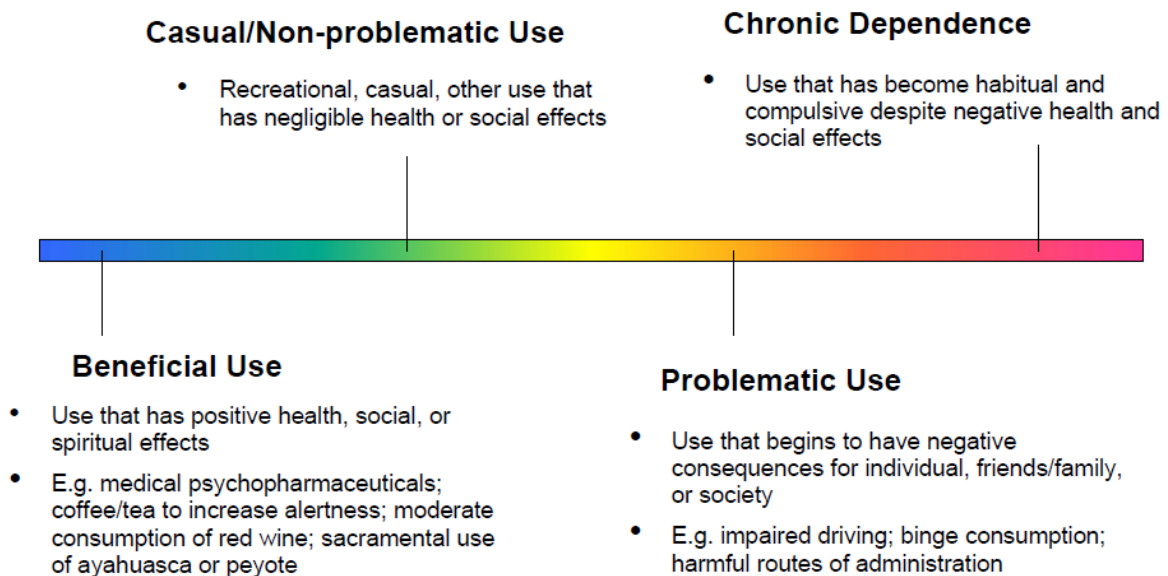 Casual/Non-problematic Use
• Recreational, casual, other use that
has negligible health or social effects
Chronic Dependence
• Use that has become habitual and
compulsive despite negative health and
social effects
Beneficial Use
• Use that has positive health, social, or
spiritual effects
• E.g. medical psychopharmaceuticals;
coffee/tea to increase alertness; moderate
consumption of red wine; sacramental use
of ayahuasca or peyote
Problematic Use
• Use that begins to have negative
consequences for individual, friends/family,
or society
• E.g. impaired driving; binge consumption;
harmful routes of administration